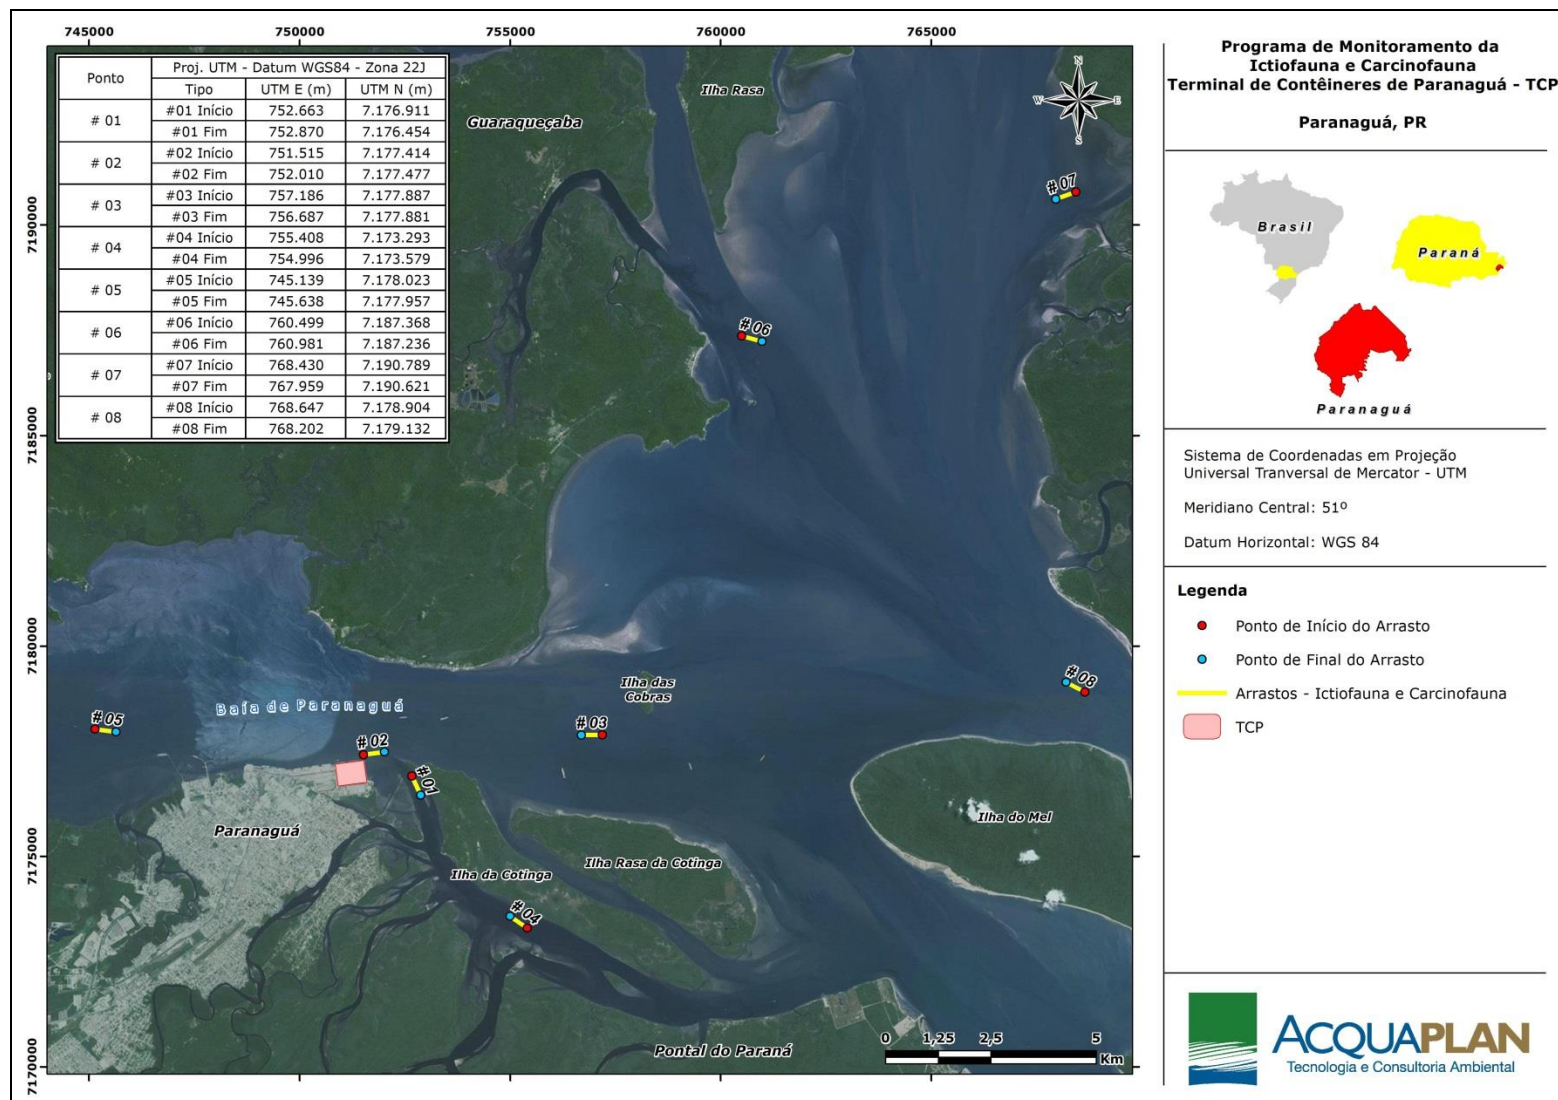 745000 750000 755000 760000 765000
Ponto Proj. UTM - Datum WGS84 - Zona 22J
Tipo UTM E (m) UTM N (m)
# 01 #01 Início 752.663 7.176.911
#01 Fim 752.870 7.176.454
# 02 #02 Início 751.515 7.177.414
#02 Fim 752.010 7.177.477
# 03 #03 Início 757.186 7.177.887
#03 Fim 756.687 7.177.881
# 04 #04 Início 755.408 7.173.293
#04 Fim 754.996 7.173.579
# 05 #05 Início 745.139 7.178.023
#05 Fim 745.638 7.177.957
# 06 #06 Início 760.499 7.187.368
#06 Fim 760.981 7.187.236
# 07 #07 Início 768.430 7.190.789
#07 Fim 767.959 7.190.621
# 08 #08 Início 768.647 7.178.904
#08 Fim 768.202 7.179.132
7190000
7185000
7180000
7175000
7170000
Guaraqueçaba
Ilha Rasa
N
W E
S
# 07
# 06
Ilha das
Cobras
# 08
Baía de Paranaguá
# 05
# 02
# 03
# 01
Paranaguá
Ilha da Cotinga
Ilha Rasa da Cotinga
Ilha do Mel
# 04
Pontal do Paraná
0 1,25 2,5 5
Km
Programa de Monitoramento da
Ictiofauna e Carcinofauna
Terminal de Contêineres de Paranaguá - TCP
Paranaguá, PR
Brasil
Paraná
Paranaguá
Sistema de Coordenadas em Projeção
Universal Tranversal de Mercator - UTM
Meridiano Central: 51º
Datum Horizontal: WGS 84
Legenda
Ponto de Início do Arrasto
Ponto de Final do Arrasto
Arrastos - Ictiofauna e Carcinofauna
TCP
ACQUAPLAN
Tecnologia e Consultoria Ambiental